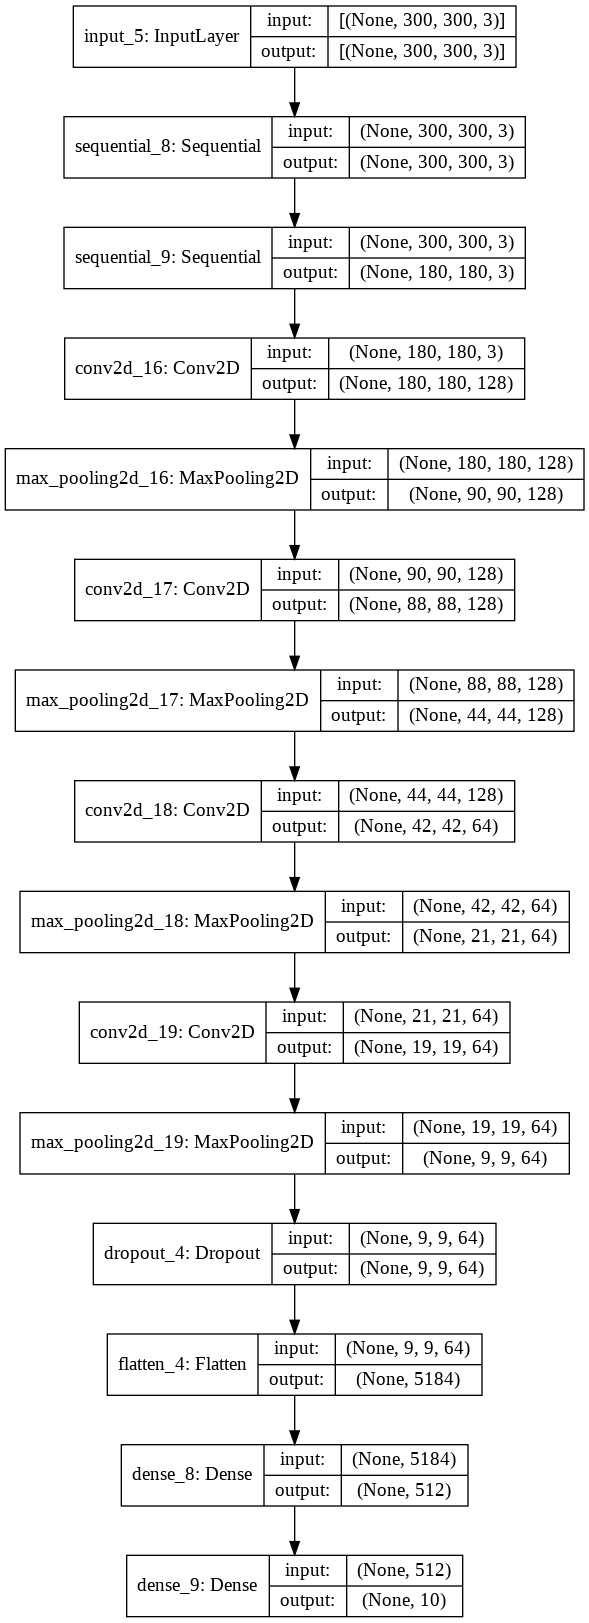 input_5: InputLayer
input:
[(None, 300, 300, 3)]
output:
[(None, 300, 300, 3)]
sequential_8: Sequential
input:
(None, 300, 300, 3)
output:
(None, 300, 300, 3)
sequential_9: Sequential
input:
(None, 300, 300, 3)
output:
(None, 180, 180, 3)
conv2d_16: Conv2D
input:
(None, 180, 180, 3)
output:
(None, 180, 180, 128)
max_pooling2d_16: MaxPooling2D
input:
(None, 180, 180, 128)
output:
(None, 90, 90, 128)
conv2d_17: Conv2D
input:
(None, 90, 90, 128)
output:
(None, 88, 88, 128)
max_pooling2d_17: MaxPooling2D
input:
(None, 88, 88, 128)
output:
(None, 44, 44, 128)
conv2d_18: Conv2D
input:
(None, 44, 44, 128)
output:
(None, 42, 42, 64)
max_pooling2d_18: MaxPooling2D
input:
(None, 42, 42, 64)
output:
(None, 21, 21, 64)
conv2d_19: Conv2D
input:
(None, 21, 21, 64)
output:
(None, 19, 19, 64)
max_pooling2d_19: MaxPooling2D
input:
(None, 19, 19, 64)
output:
(None, 9, 9, 64)
dropout_4: Dropout
input:
(None, 9, 9, 64)
output:
(None, 9, 9, 64)
flatten_4: Flatten
input:
(None, 9, 9, 64)
output:
(None, 5184)
dense_8: Dense
input:
(None, 5184)
output:
(None, 512)
dense_9: Dense
input:
(None, 512)
output:
(None, 10)